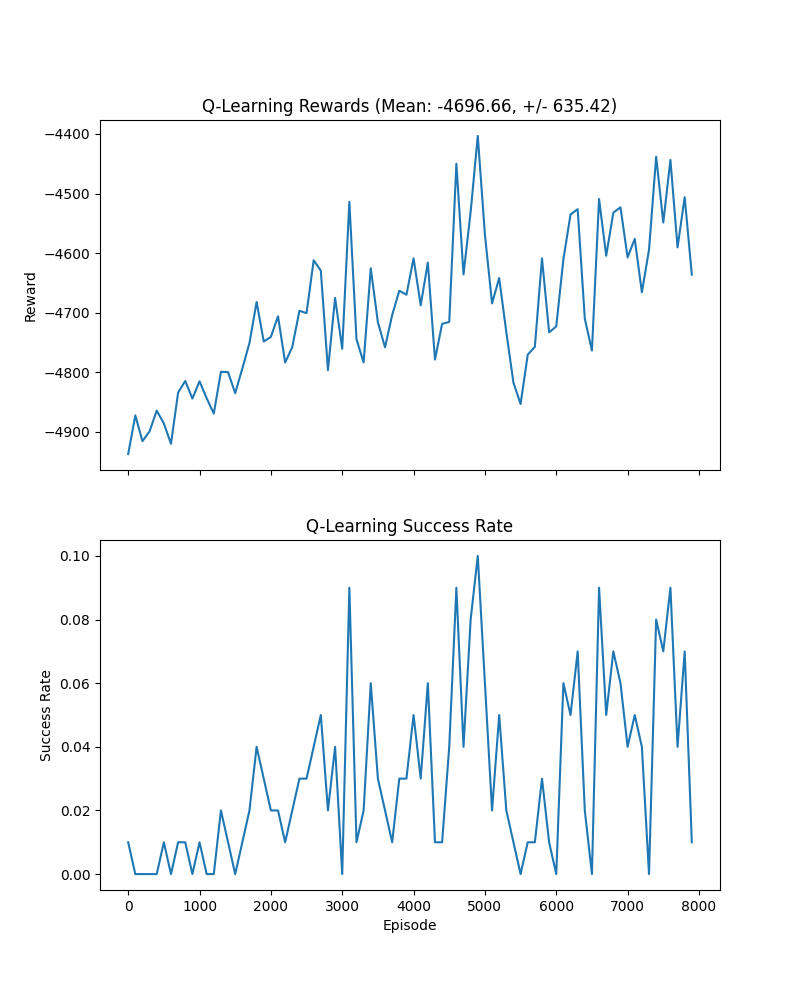 Q-Learning Rewards (Mean: -4696.66, +/- 635.42)
−4400
−4500
−4600
−4700
−4800
−4900
Reward
Q-Learning Success Rate
0.10
0.08
0.06
0.04
0.02
0.00
Success Rate
0 1000 2000 3000 4000 5000 6000 7000 8000
Episode